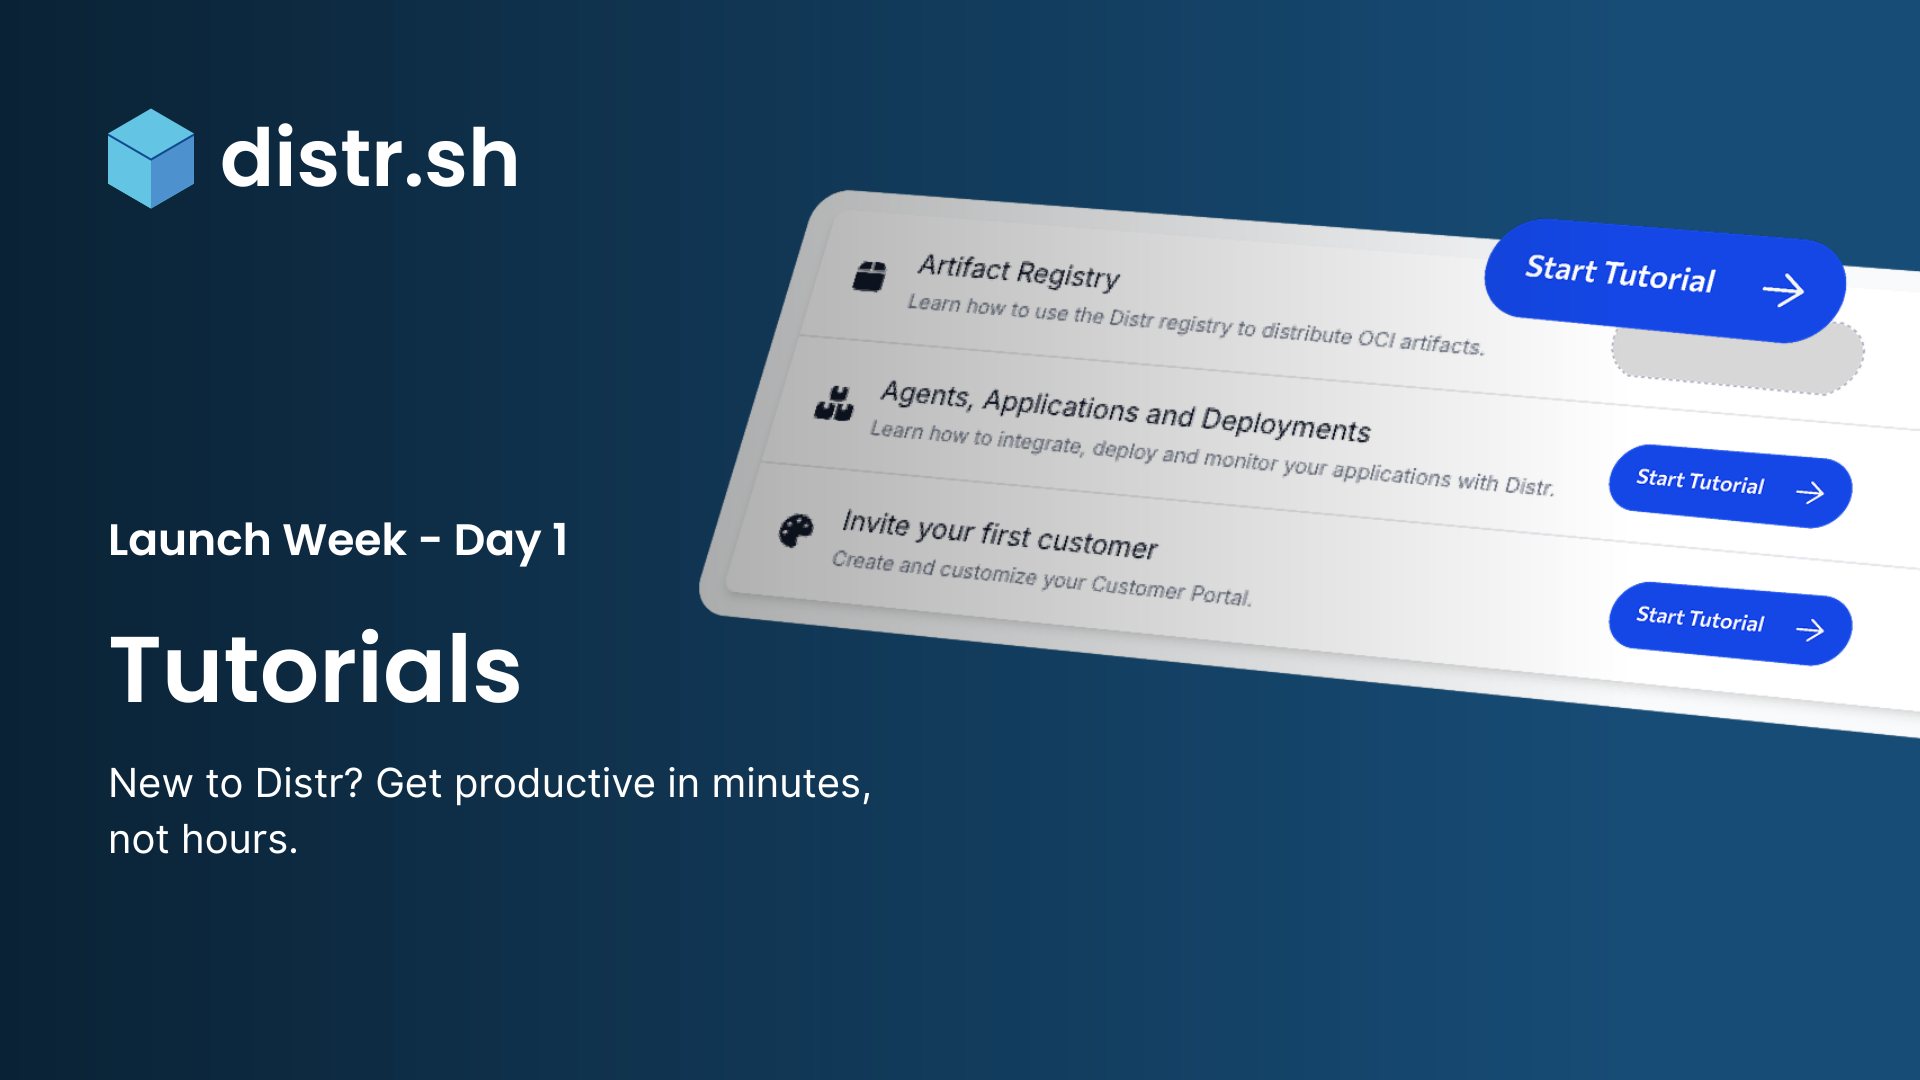 distr.sh
Launch Week - Day 1
Tutorials
New to Distr? Get productive in minutes,
not hours.
Artifact Registry
Learn how to use the Distr registry to distribute OCI artifacts.
Start Tutorial
Agents, Applications and Deployments
Learn how to integrate, deploy and monitor your applications with Distr.
Start Tutorial
Invite your first customer
Create and customize your Customer Portal.
Start Tutorial